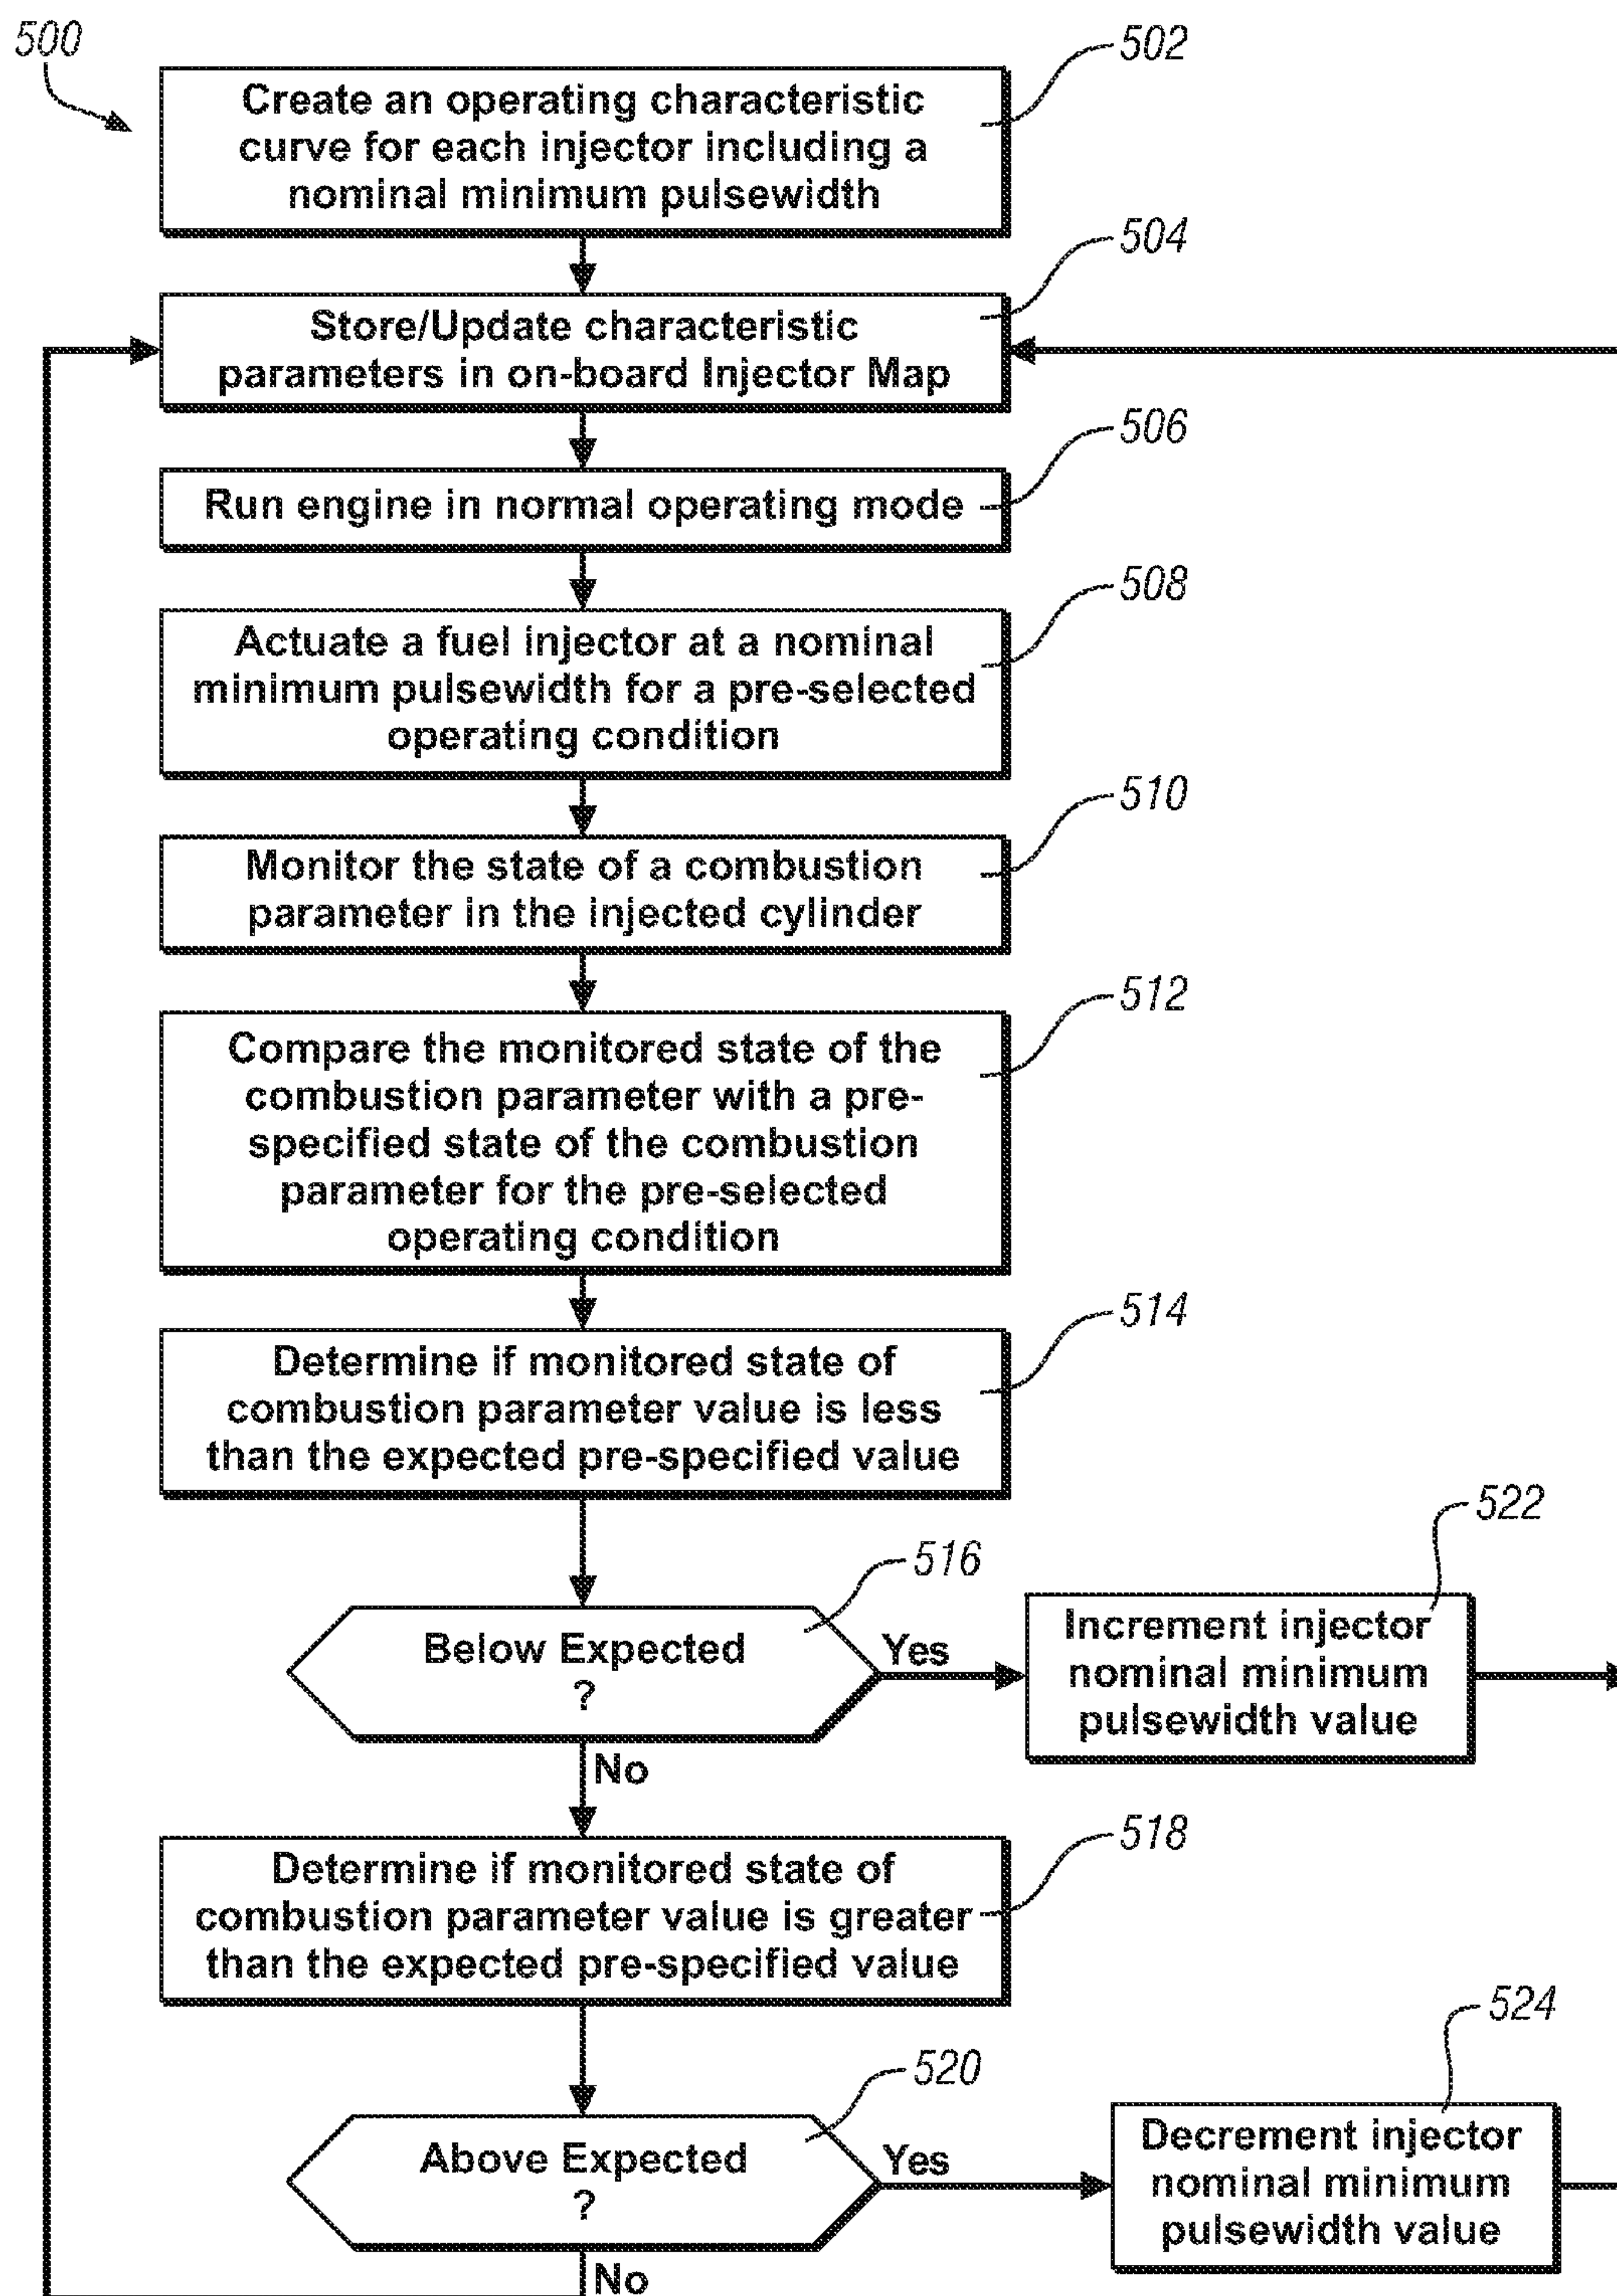 500
502
Create an operating characteristic
curve for each injector including a
nominal minimum pulsewidth
504
Store/Update characteristic
parameters in on-board Injector Map
506
Run engine in normal operating mode
508
Actuate a fuel injector at a nominal
minimum pulsewidth for a pre-selected
operating condition
510
Monitor the state of a combustion
parameter in the injected cylinder
512
Compare the monitored state of the
combustion parameter with a pre-
specified state of the combustion
parameter for the pre-selected
operating condition
514
Determine if monitored state of
combustion parameter value is less
than the expected pre-specified value
516
Below Expected
?
Yes
522
Increment injector
nominal minimum
pulsewidth value
No
518
Determine if monitored state of
combustion parameter value is greater
than the expected pre-specified value
520
Above Expected
?
Yes
524
Decrement injector
nominal minimum
pulsewidth value
No